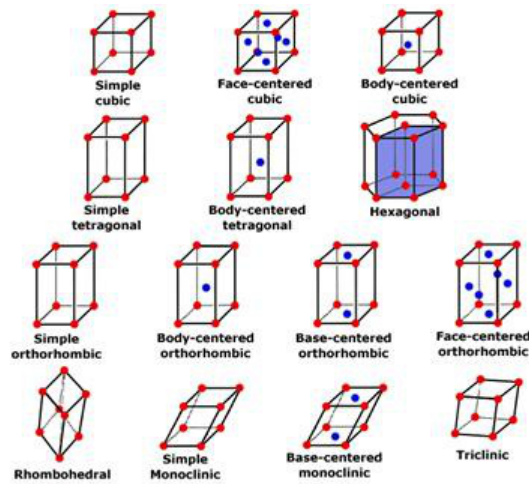 Simple
cubic
Face-centered
cubic
Body-centered
cubic
Simple
tetragonal
Body-centered
tetragonal
Hexagonal
Simple
orthorhombic
Body-centered
orthorhombic
Base-centered
orthorhombic
Face-centered
orthorhombic
Rhombohedral
Simple
Monoclinic
Base-centered
monoclinic
Triclinic